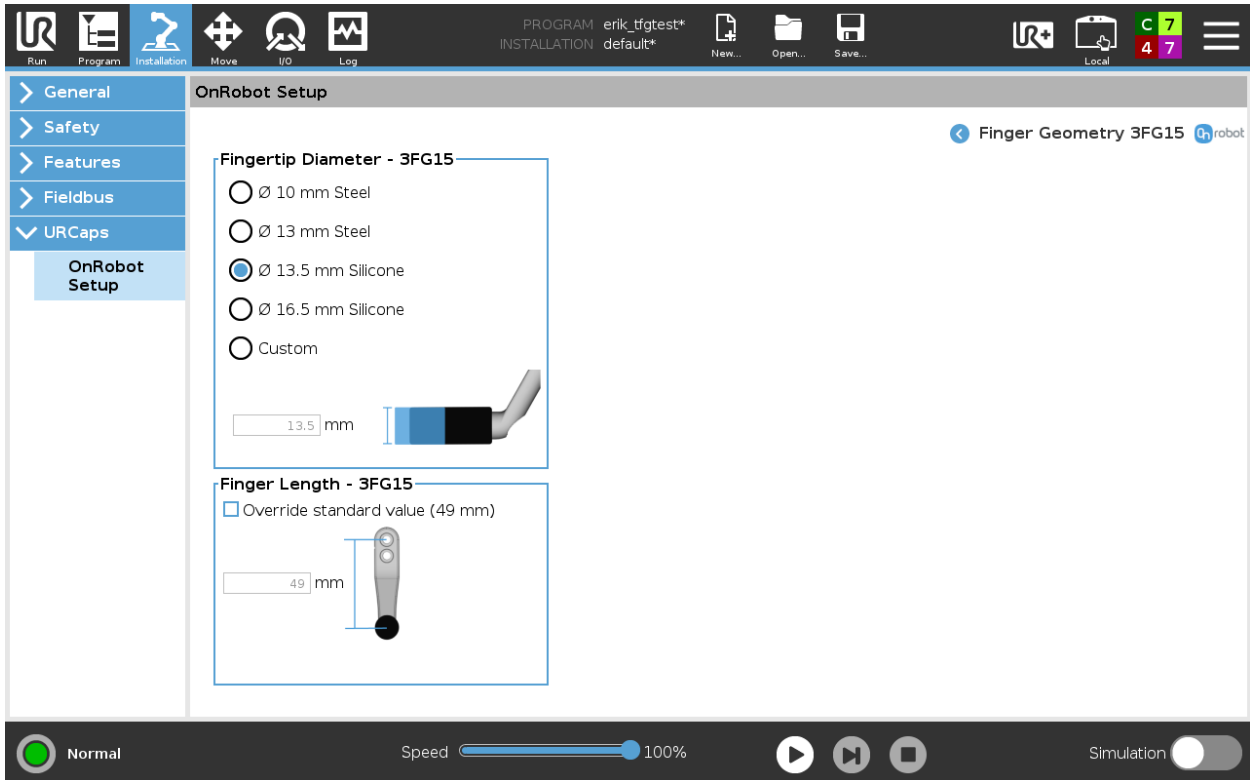 PROGRAM erik_tfgtest*
INSTALLATION default*
UR
UR+
C 7
4 7
Run Program Installation Move I/O Log New... Open... Save... Local
General
Safety
Features
Fieldbus
URCaps
OnRobot
Setup
OnRobot Setup
Finger Geometry 3FG15 On robot
Fingertip Diameter - 3FG15
Ø 10 mm Steel
Ø 13 mm Steel
Ø 13.5 mm Silicone
Ø 16.5 mm Silicone
Custom
13.5 mm
Finger Length - 3FG15
Override standard value (49 mm)
49 mm
Normal Speed 100% Simulation